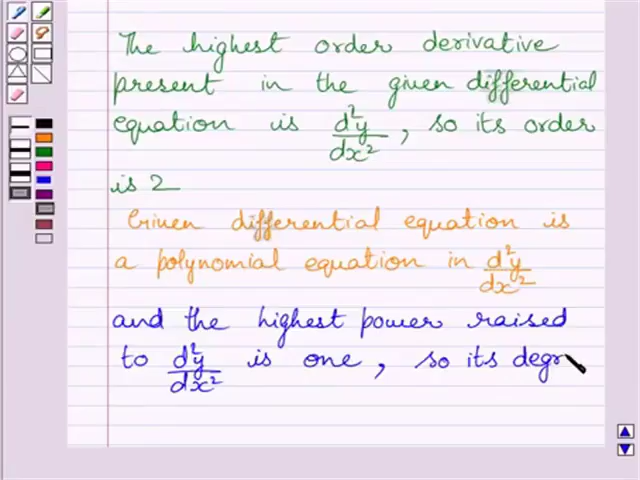 The highest order derivative
present in the given differential
equation is d²y/dx², so its order
is 2
Given differential equation is
a polynomial equation in d²y/dx²
and the highest power raised
to d²y/dx² is one, so its degr